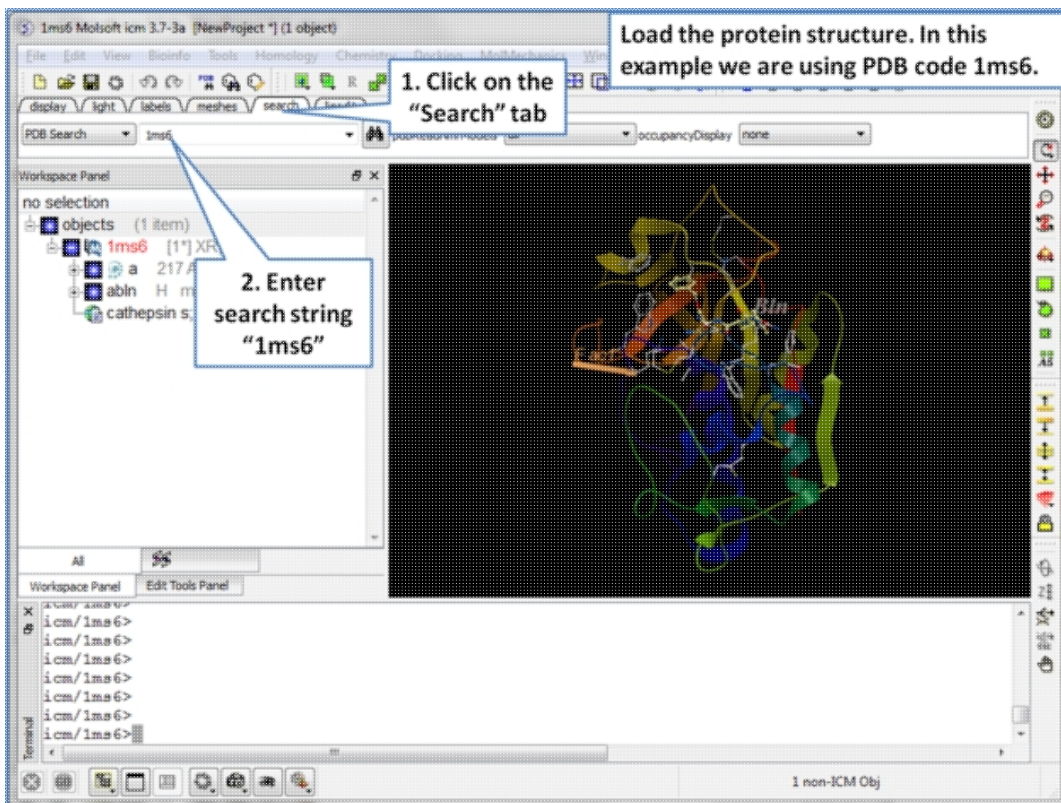 1ms6 Molsoft icm 3.7-3a [NewProject *] (1 object)
Load the protein structure. In this
example we are using PDB code 1ms6.
File Edit View Bioinfo Tools Homology Chemistry Docking MolMechanics
1. Click on the
"Search" tab
display light labels meshes search
PDB Search 1ms6 occupancyDisplay none
Workspace Panel
no selection
objects (1 item)
1ms6 [1*] XR
a 217 A
abln H m
cathepsin s;
2. Enter
search string
"1ms6"
Bln
All
Workspace Panel Edit Tools Panel
icm/1ms6>
icm/1ms6>
icm/1ms6>
icm/1ms6>
icm/1ms6>
icm/1ms6>
icm/1ms6>
icm/1ms6>
Terminal
1 non-ICM Obj